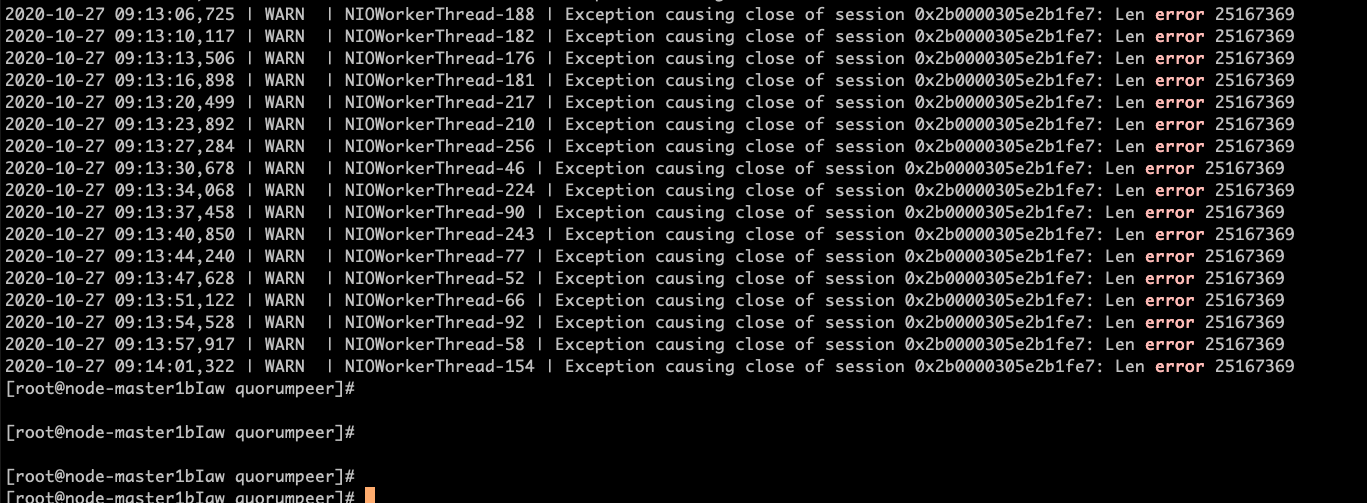 2020-10-27 09:13:06,725 | WARN  | NIOWorkerThread-188 | Exception causing close of session 0x2b0000305e2b1fe7: Len error 25167369
2020-10-27 09:13:10,117 | WARN  | NIOWorkerThread-182 | Exception causing close of session 0x2b0000305e2b1fe7: Len error 25167369
2020-10-27 09:13:13,506 | WARN  | NIOWorkerThread-176 | Exception causing close of session 0x2b0000305e2b1fe7: Len error 25167369
2020-10-27 09:13:16,898 | WARN  | NIOWorkerThread-181 | Exception causing close of session 0x2b0000305e2b1fe7: Len error 25167369
2020-10-27 09:13:20,499 | WARN  | NIOWorkerThread-217 | Exception causing close of session 0x2b0000305e2b1fe7: Len error 25167369
2020-10-27 09:13:23,892 | WARN  | NIOWorkerThread-210 | Exception causing close of session 0x2b0000305e2b1fe7: Len error 25167369
2020-10-27 09:13:27,284 | WARN  | NIOWorkerThread-256 | Exception causing close of session 0x2b0000305e2b1fe7: Len error 25167369
2020-10-27 09:13:30,678 | WARN  | NIOWorkerThread-46 | Exception causing close of session 0x2b0000305e2b1fe7: Len error 25167369
2020-10-27 09:13:34,068 | WARN  | NIOWorkerThread-224 | Exception causing close of session 0x2b0000305e2b1fe7: Len error 25167369
2020-10-27 09:13:37,458 | WARN  | NIOWorkerThread-90 | Exception causing close of session 0x2b0000305e2b1fe7: Len error 25167369
2020-10-27 09:13:40,850 | WARN  | NIOWorkerThread-243 | Exception causing close of session 0x2b0000305e2b1fe7: Len error 25167369
2020-10-27 09:13:44,240 | WARN  | NIOWorkerThread-77 | Exception causing close of session 0x2b0000305e2b1fe7: Len error 25167369
2020-10-27 09:13:47,628 | WARN  | NIOWorkerThread-52 | Exception causing close of session 0x2b0000305e2b1fe7: Len error 25167369
2020-10-27 09:13:51,122 | WARN  | NIOWorkerThread-66 | Exception causing close of session 0x2b0000305e2b1fe7: Len error 25167369
2020-10-27 09:13:54,528 | WARN  | NIOWorkerThread-92 | Exception causing close of session 0x2b0000305e2b1fe7: Len error 25167369
2020-10-27 09:13:57,917 | WARN  | NIOWorkerThread-58 | Exception causing close of session 0x2b0000305e2b1fe7: Len error 25167369
2020-10-27 09:14:01,322 | WARN  | NIOWorkerThread-154 | Exception causing close of session 0x2b0000305e2b1fe7: Len error 25167369
[root@node-master1bIaw quorumpeer]#
[root@node-master1bIaw quorumpeer]#
[root@node-master1bIaw quorumpeer]#
[root@node-master1bIaw quorumpeer]#